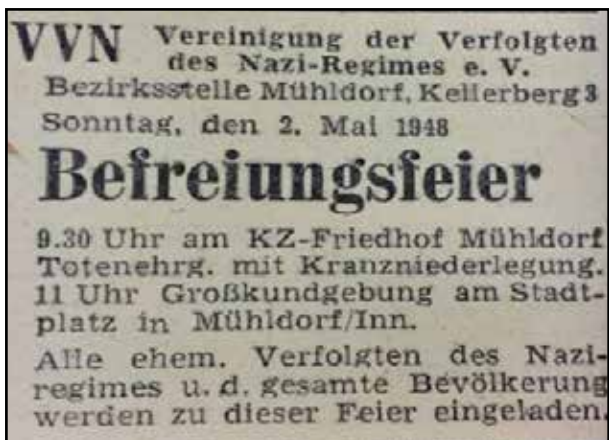 VVN Vereinigung der Verfolgten
des Nazi-Regimes e. V.
Bezirksstelle Mühldorf, Kellerberg 3
Sonntag, den 2. Mai 1948
Befreiungsfeier
9.30 Uhr am KZ-Friedhof Mühldorf
Totenehrg. mit Kranzniederlegung.
11 Uhr Großkundgebung am Stadt-
platz in Mühldorf/Inn.
Alle ehem. Verfolgten des Nazi-
regimes u. d. gesamte Bevölkerung
werden zu dieser Feier eingeladen.